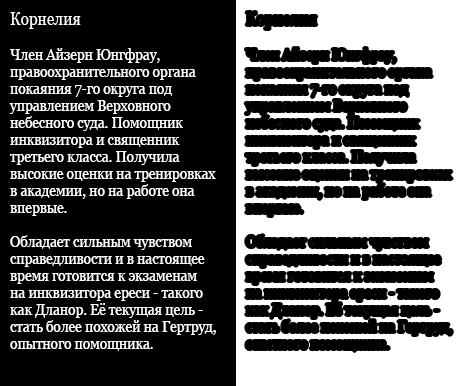 Корнелия
Член Айзерн Юнгфрау,
правоохранительного органа
покаяния 7-го округа под
управлением Верховного
небесного суда. Помощник
инквизитора и священник
третьего класса. Получила
высокие оценки на тренировках
в академии, но на работе она
впервые.
Обладает сильным чувством
справедливости и в настоящее
время готовится к экзаменам
на инквизитора ереси - такого
как Дланор. Её текущая цель -
стать более похожей на Гертруд,
опытного помощника.
Корнелия
Член Айзерн Юнгфрау,
правоохранительного органа
покаяния 7-го округа под
управлением Верховного
небесного суда. Помощник
инквизитора и священник
третьего класса. Получила
высокие оценки на тренировках
в академии, но на работе она
впервые.
Обладает сильным чувством
справедливости и в настоящее
время готовится к экзаменам
на инквизитора ереси - такого
как Дланор. Её текущая цель -
стать более похожей на Гертруд,
опытного помощника.